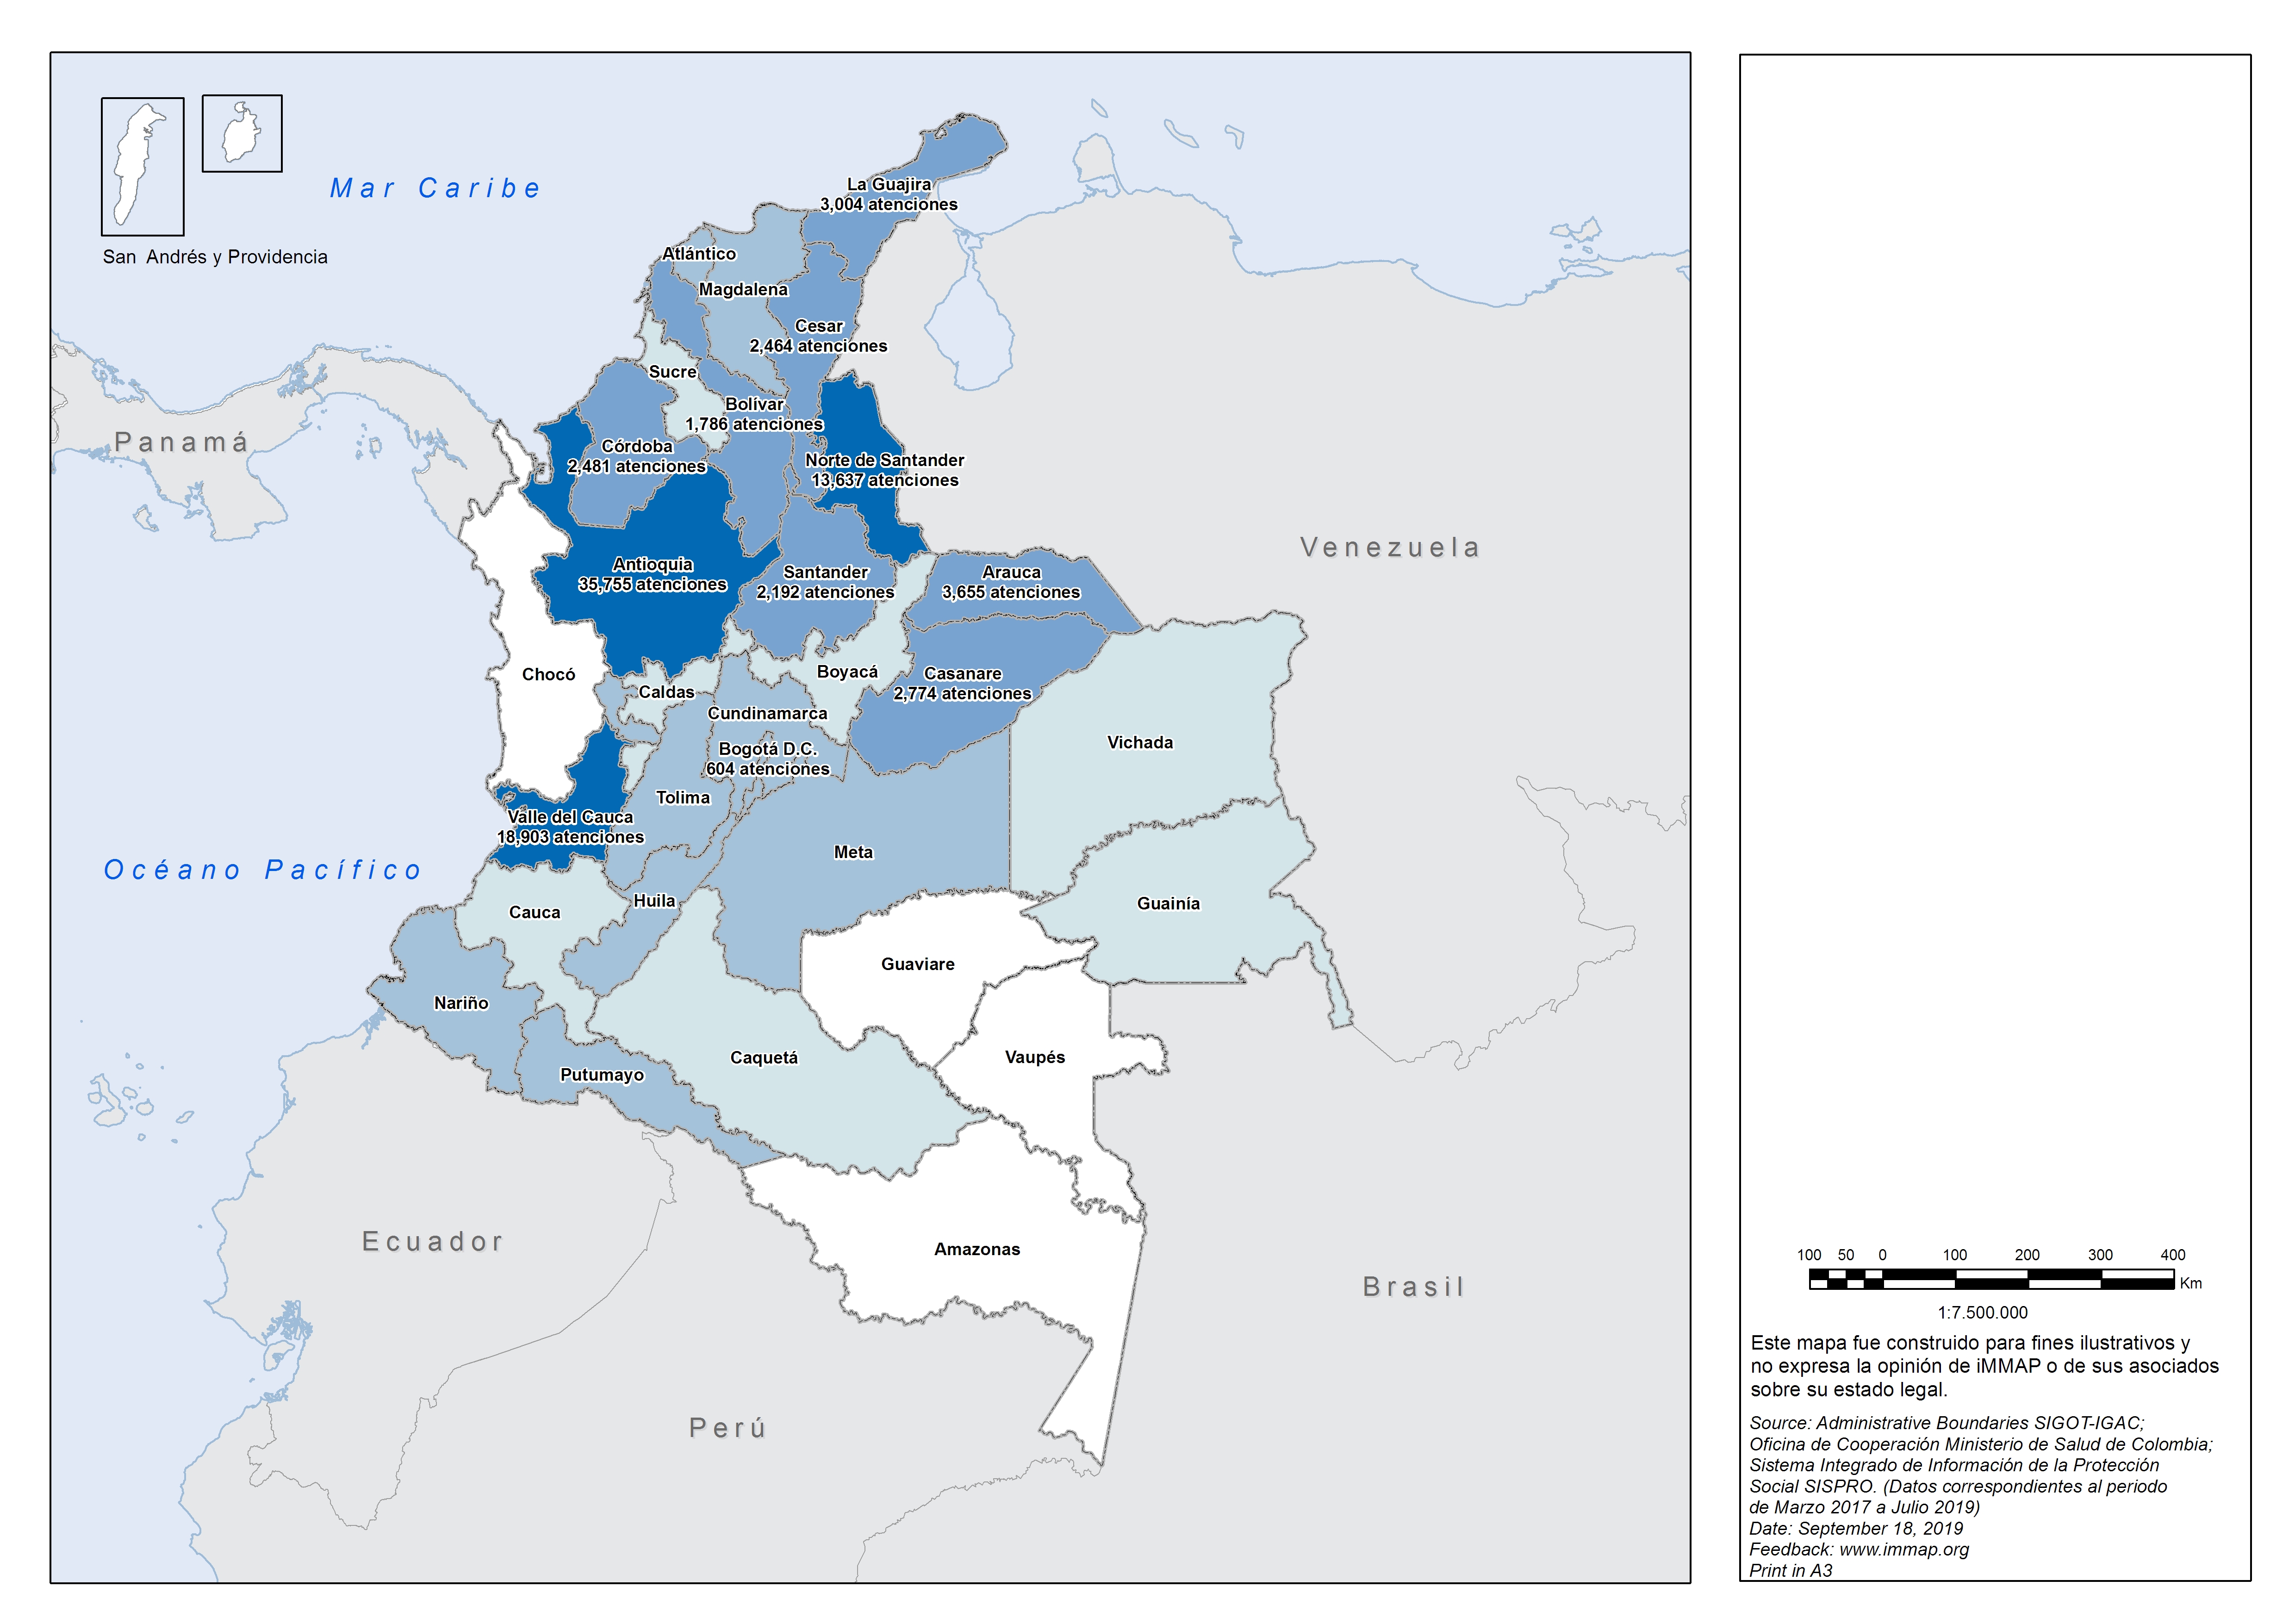 San Andrés y Providencia
Mar Caribe
La Guajira
3,004 atenciones
Atlántico
Magdalena
Cesar
2,464 atenciones
Sucre
Bolívar
1,786 atenciones
Panamá
Córdoba
2,481 atenciones
Norte de Santander
13,637 atenciones
Venezuela
Antioquia
35,755 atenciones
Santander
2,192 atenciones
Arauca
3,655 atenciones
Chocó
Boyacá
Casanare
2,774 atenciones
Caldas
Cundinamarca
Bogotá D.C.
604 atenciones
Vichada
Tolima
Valle del Cauca
18,903 atenciones
Meta
Océano Pacífico
Huila
Cauca
Guainía
Guaviare
Nariño
Caquetá
Vaupés
Putumayo
Ecuador
Amazonas
Brasil
Perú
100 50 0 100 200 300 400
Km
1:7.500.000
Este mapa fue construido para fines ilustrativos y
no expresa la opinión de iMMAP o de sus asociados
sobre su estado legal.
Source: Administrative Boundaries SIGOT-IGAC;
Oficina de Cooperación Ministerio de Salud de Colombia;
Sistema Integrado de Información de la Protección
Social SISPRO. (Datos correspondientes al periodo
de Marzo 2017 a Julio 2019)
Date: September 18, 2019
Feedback: www.immap.org
Print in A3